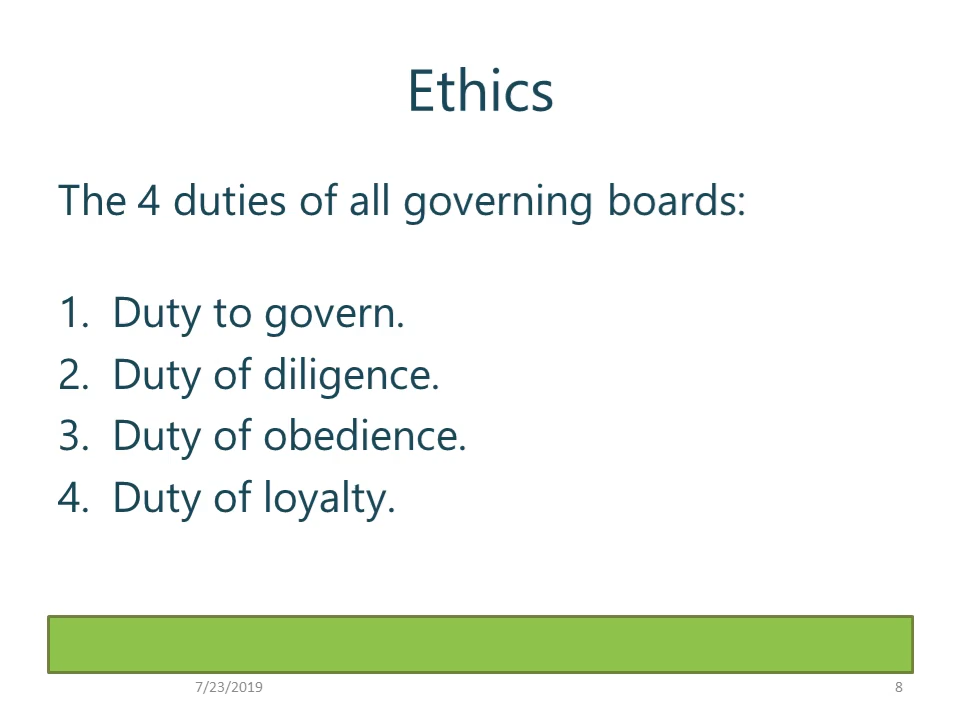 Ethics
The 4 duties of all governing boards:
1. Duty to govern.
2. Duty of diligence.
3. Duty of obedience.
4. Duty of loyalty.
7/23/2019
8